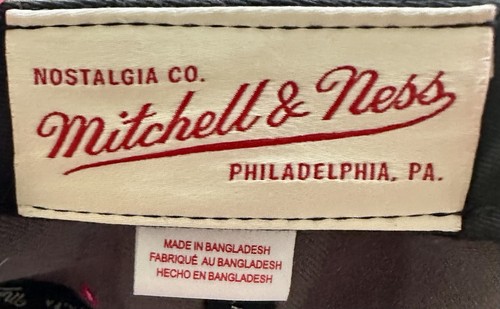 NOSTALGIA CO.
Mitchell & Ness
PHILADELPHIA, PA.
MADE IN BANGLADESH
FABRIQUÉ AU BANGLADESH
HECHO EN BANGLADESH